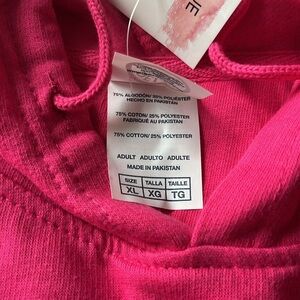 75% ALGODÓN/ 25% POLIÉSTER
HECHO EN PAKISTAN
75% COTON/ 25% POLYESTER
FABRIQUÉ AU PAKISTAN
75% COTTON/ 25% POLYESTER
ADULT ADULTO ADULTE
MADE IN PAKISTAN
SIZE TALLA TAILLE
XL XG TG